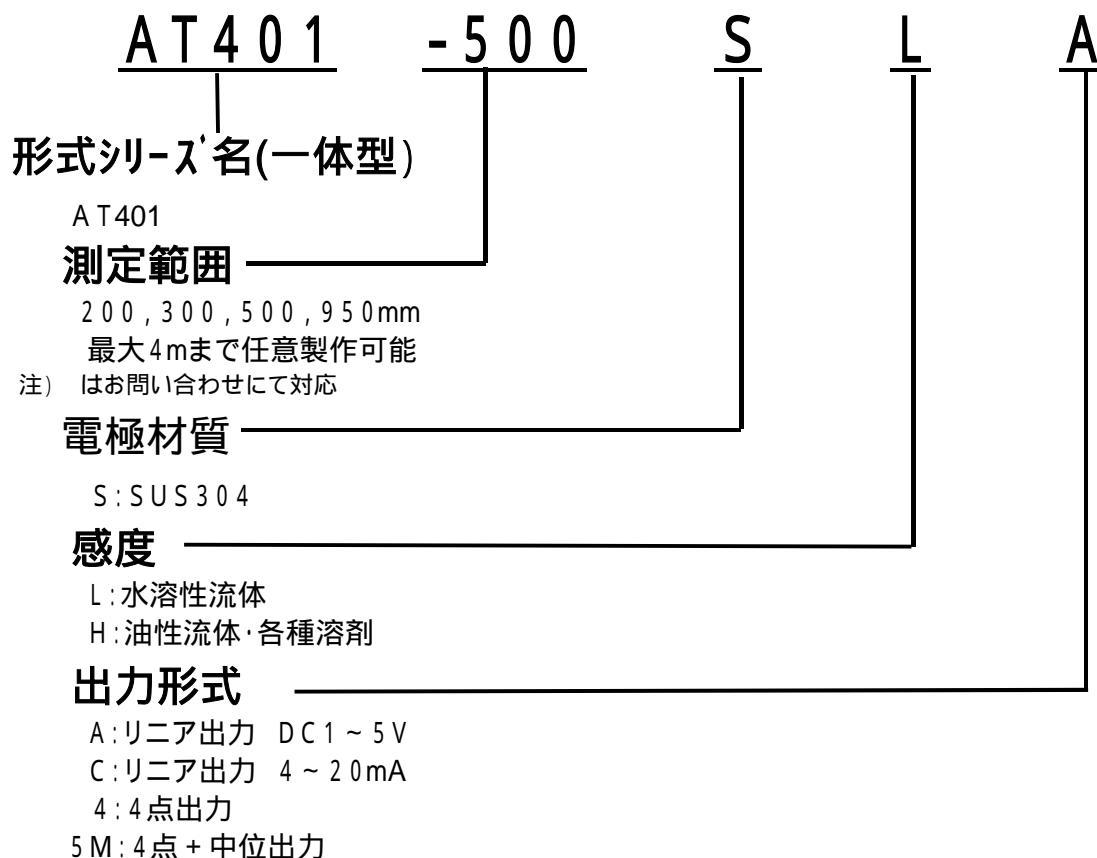 AT401 -500 S L A
形式シリーズ名(一体型)
AT401
測定範囲
200,300,500,950mm
最大4mまで任意製作可能
注) はお問い合わせにて対応
電極材質
S:SUS304
感度
L:水溶性流体
H:油性流体・各種溶剤
出力形式
A:リニア出力 DC1~5V
C:リニア出力 4~20mA
4:4点出力
5M:4点+中位出力